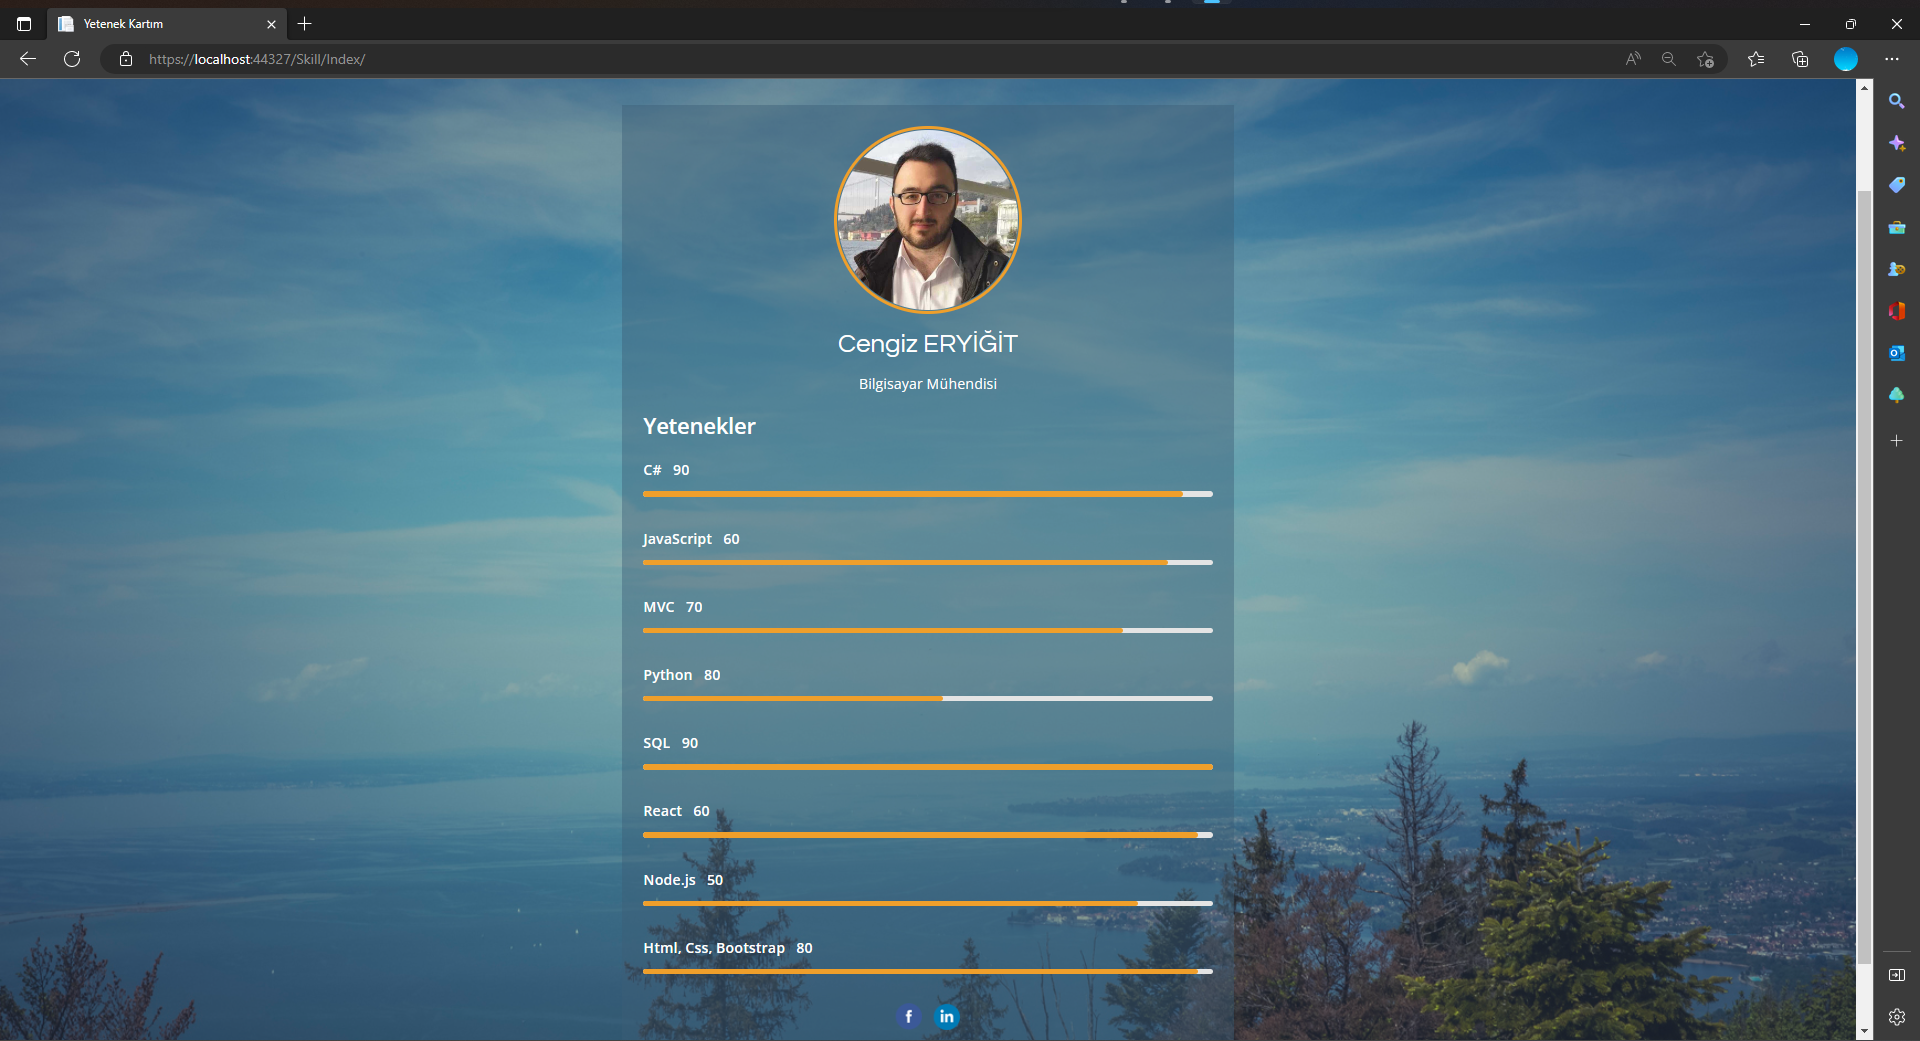 Yetenek Kartım
https://localhost:44327/Skill/Index/
Cengiz ERYİĞİT
Bilgisayar Mühendisi
Yetenekler
C# 90
JavaScript 60
MVC 70
Python 80
SQL 90
React 60
Node.js 50
Html, Css, Bootstrap 80
f in